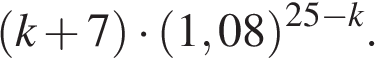 (k + 7) · (1,08)^{25−k}.